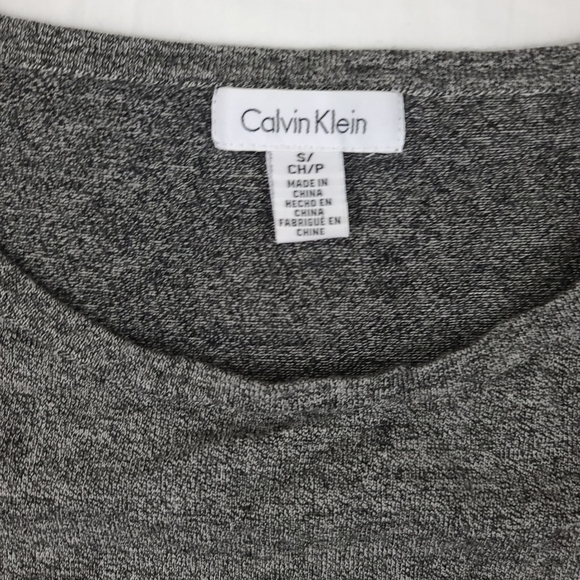 Calvin Klein
S/
CH/P
MADE IN
CHINA
HECHO EN
CHINA
FABRIQUÉ EN
CHINE